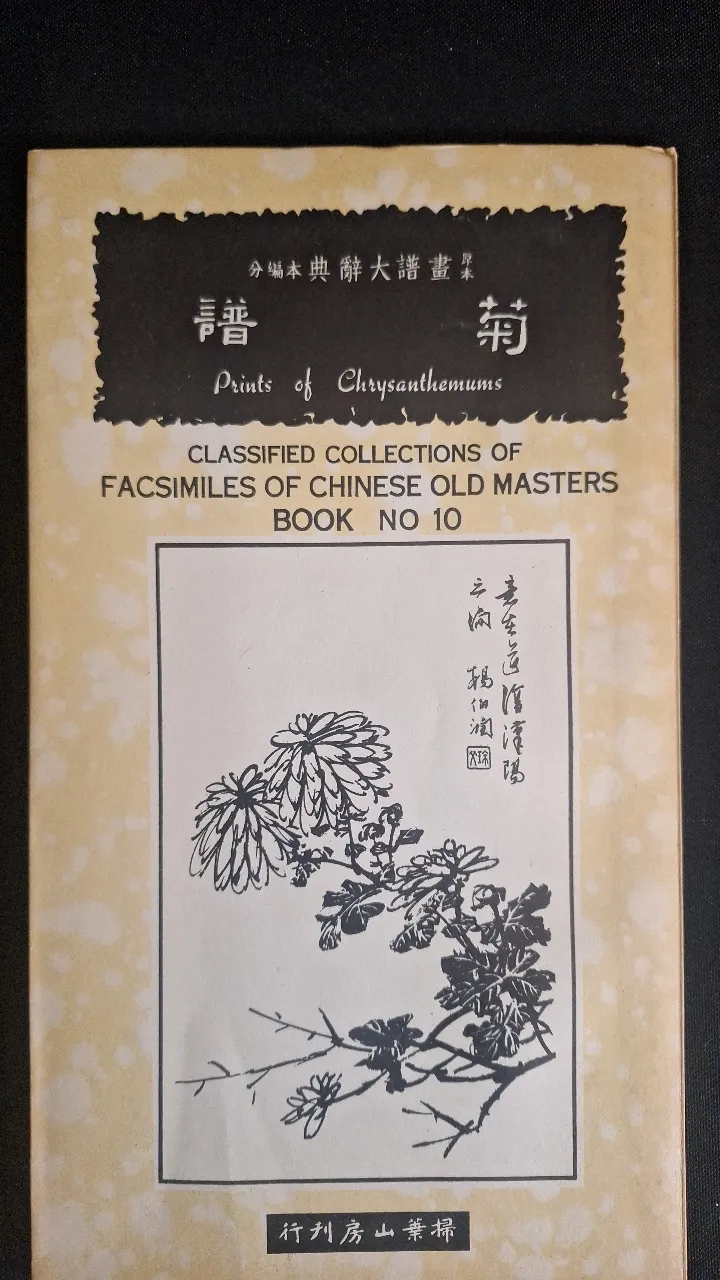 原本畫譜大辭典本編分
菊譜
Prints of Chrysanthemums
CLASSIFIED COLLECTIONS OF
FACSIMILES OF CHINESE OLD MASTERS
BOOK NO 10
楊伯潤
掃葉山房刊行